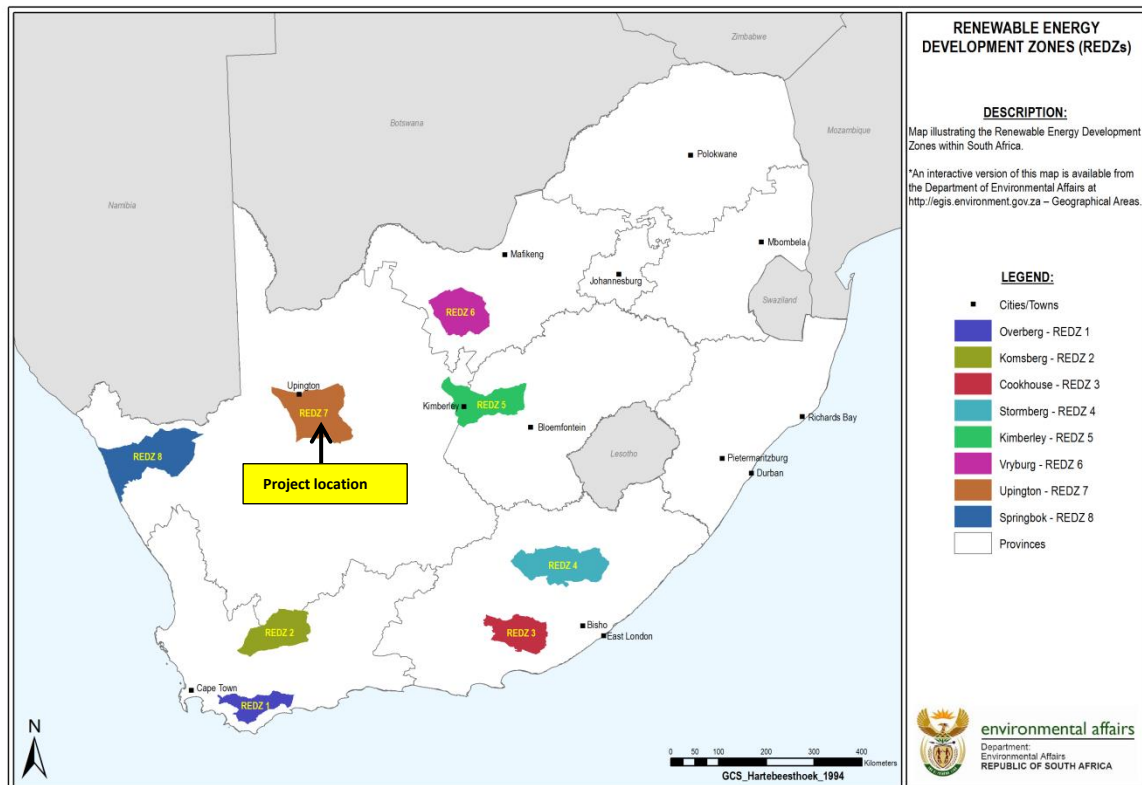 RENEWABLE ENERGY
DEVELOPMENT ZONES (REDZs)
DESCRIPTION:
Map illustrating the Renewable Energy Development
Zones within South Africa.
*An interactive version of this map is available from
the Department of Environmental Affairs at
http://egis.environment.gov.za – Geographical Areas.
LEGEND:
Cities/Towns
Overberg - REDZ 1
Komsberg - REDZ 2
Cookhouse - REDZ 3
Stormberg - REDZ 4
Kimberley - REDZ 5
Vryburg - REDZ 6
Upington - REDZ 7
Springbok - REDZ 8
Provinces
environmental affairs
Department:
Environmental Affairs
REPUBLIC OF SOUTH AFRICA
Zimbabwe
Botswana
Mozambique
Namibia
Polokwane
Mbombela
Mafikeng
Johannesburg
Swaziland
REDZ 6
Upington
REDZ 7
Kimberley
REDZ 5
Bloemfontein
Richards Bay
Lesotho
Pietermaritzburg
Durban
REDZ 8
Project location
REDZ 4
REDZ 2
REDZ 3
Bisho
East London
Cape Town
REDZ 1
N
0 50 100 200 300 400
Kilometers
GCS_Hartebeesthoek_1994